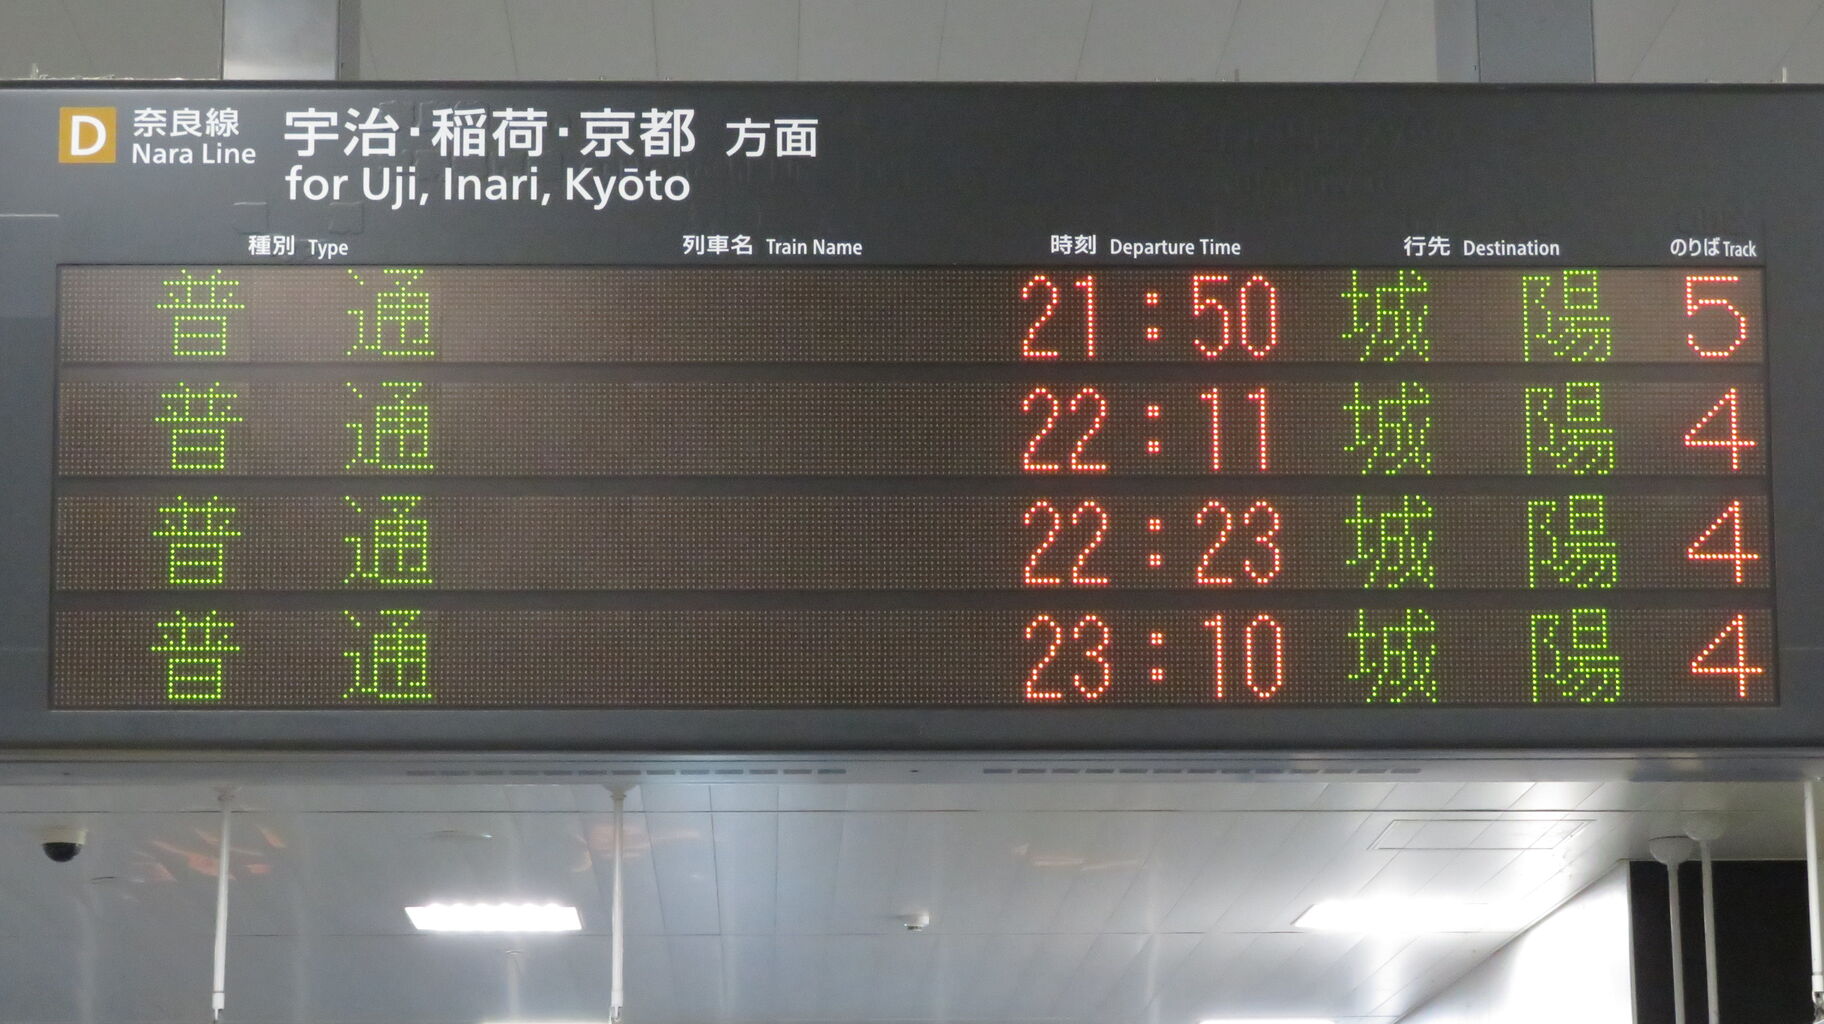 D 奈良線 宇治・稲荷・京都 方面
Nara Line for Uji, Inari, Kyōto
種別 Type 列車名 Train Name 時刻 Departure Time 行先 Destination のりば Track
普通 21:50 城陽 5
普通 22:11 城陽 4
普通 22:23 城陽 4
普通 23:10 城陽 4